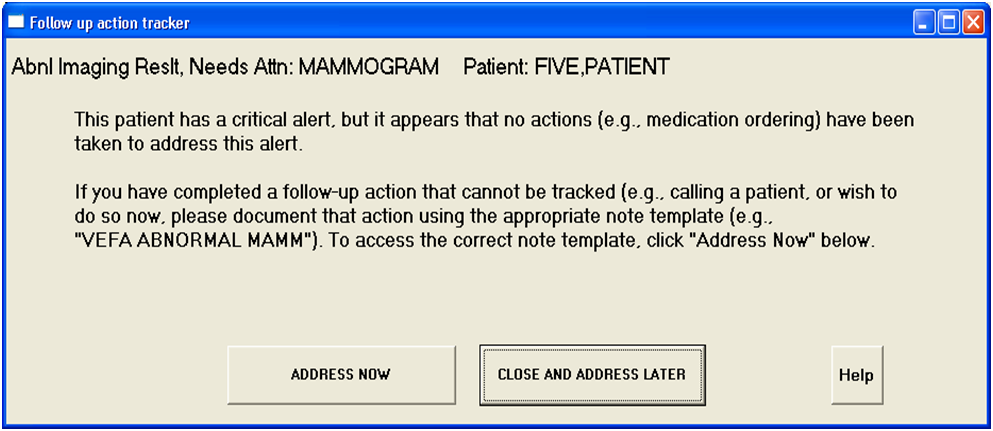 Follow up action tracker
Abnl Imaging Reslt, Needs Attn: MAMMOGRAM Patient: FIVE,PATIENT
This patient has a critical alert, but it appears that no actions (e.g., medication ordering) have been
taken to address this alert.
If you have completed a follow-up action that cannot be tracked (e.g., calling a patient, or wish to
do so now, please document that action using the appropriate note template (e.g.,
"VEFA ABNORMAL MAMM"). To access the correct note template, click "Address Now" below.
ADDRESS NOW
CLOSE AND ADDRESS LATER
Help